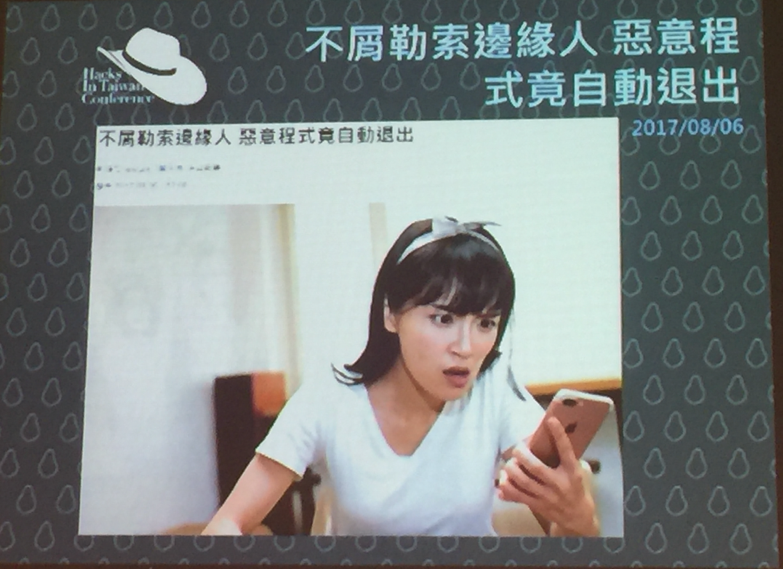 Hacks
In Taiwan
Conference
不屑勒索邊緣人 惡意程
式竟自動退出
2017/08/06
不屑勒索邊緣人 惡意程式竟自動退出